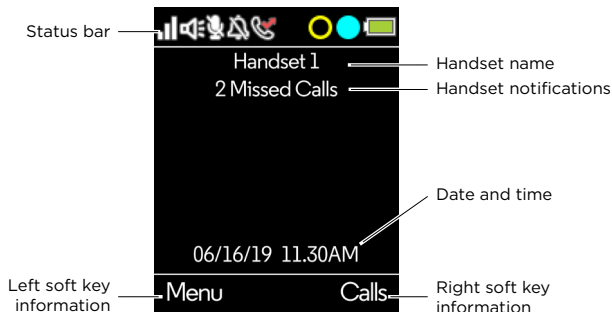 Status bar
Handset 1
Handset name
2 Missed Calls
Handset notifications
Date and time
06/16/19 11.30AM
Left soft key
information
Menu
Calls
Right soft key
information